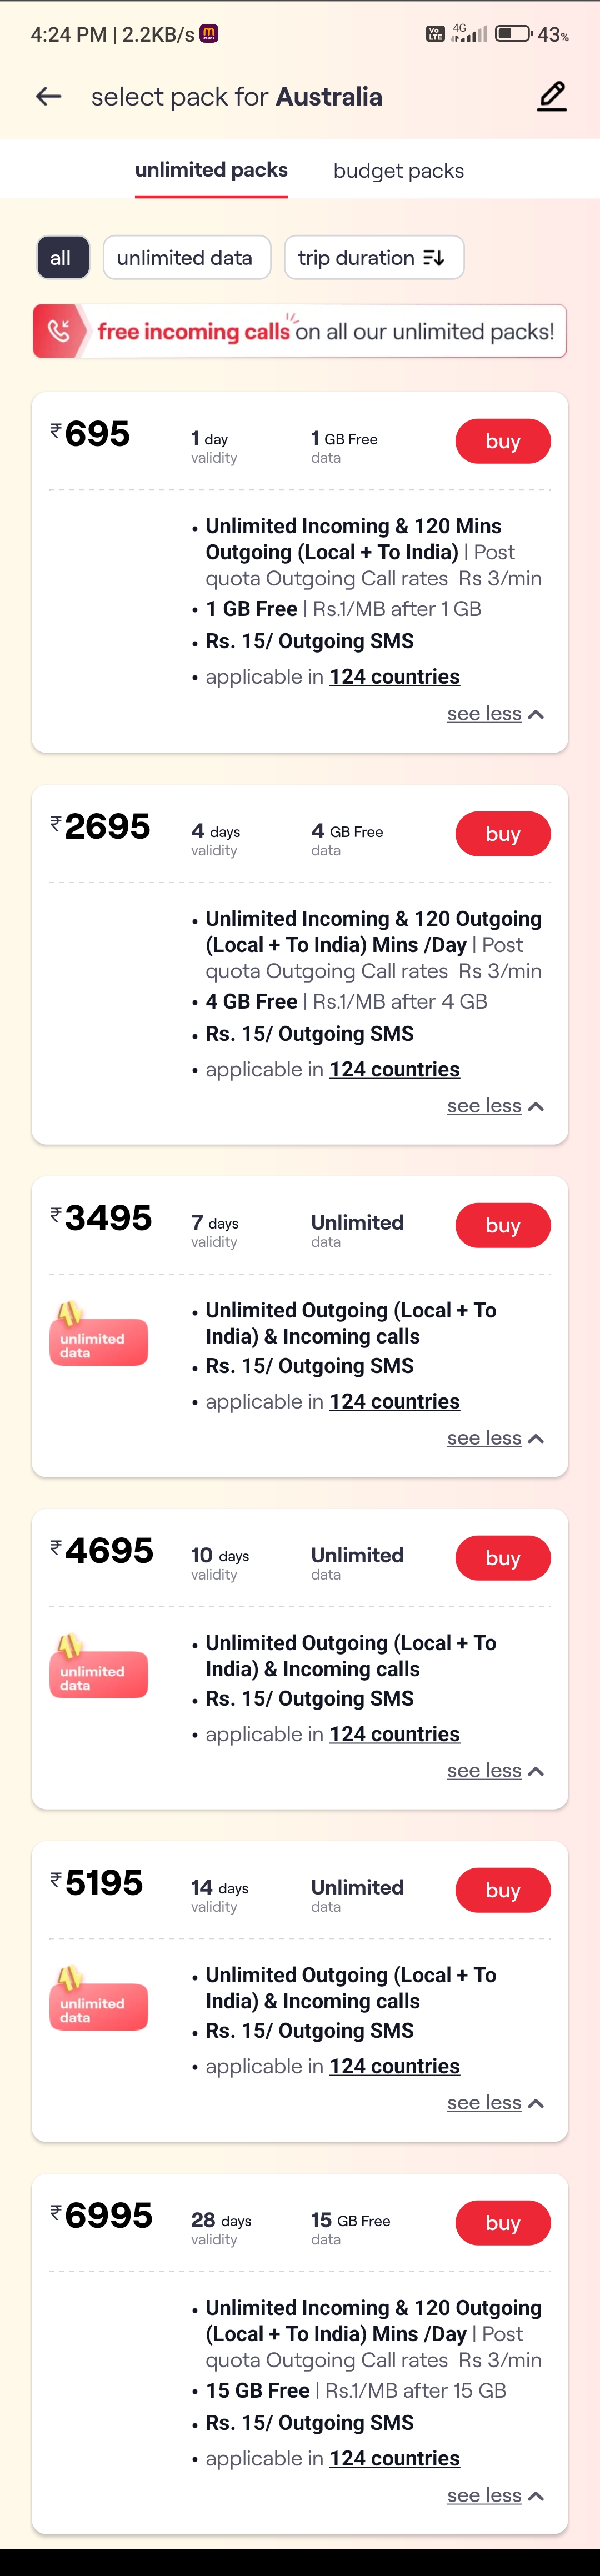 4:24 PM | 2.2KB/s
Vo LTE 4G 43%
select pack for Australia
unlimited packs budget packs
all unlimited data trip duration
free incoming calls on all our unlimited packs!
₹695 1 day 1 GB Free buy
validity data
• Unlimited Incoming & 120 Mins
Outgoing (Local + To India) | Post
quota Outgoing Call rates Rs 3/min
• 1 GB Free | Rs.1/MB after 1 GB
• Rs. 15/ Outgoing SMS
• applicable in 124 countries
see less
₹2695 4 days 4 GB Free buy
validity data
• Unlimited Incoming & 120 Outgoing
(Local + To India) Mins /Day | Post
quota Outgoing Call rates Rs 3/min
• 4 GB Free | Rs.1/MB after 4 GB
• Rs. 15/ Outgoing SMS
• applicable in 124 countries
see less
₹3495 7 days Unlimited buy
validity data
unlimited
data
• Unlimited Outgoing (Local + To
India) & Incoming calls
• Rs. 15/ Outgoing SMS
• applicable in 124 countries
see less
₹4695 10 days Unlimited buy
validity data
unlimited
data
• Unlimited Outgoing (Local + To
India) & Incoming calls
• Rs. 15/ Outgoing SMS
• applicable in 124 countries
see less
₹5195 14 days Unlimited buy
validity data
unlimited
data
• Unlimited Outgoing (Local + To
India) & Incoming calls
• Rs. 15/ Outgoing SMS
• applicable in 124 countries
see less
₹6995 28 days 15 GB Free buy
validity data
• Unlimited Incoming & 120 Outgoing
(Local + To India) Mins /Day | Post
quota Outgoing Call rates Rs 3/min
• 15 GB Free | Rs.1/MB after 15 GB
• Rs. 15/ Outgoing SMS
• applicable in 124 countries
see less